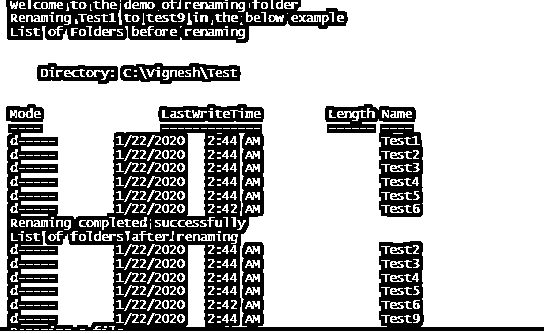 Welcome to the demo of renaming folder
Renaming Test1 to test9 in the below example
List of Folders before renaming
Directory: C:\Vignesh\Test
Mode LastWriteTime Length Name
---- ------------- ------ ----
d----- 1/22/2020 2:44 AM Test1
d----- 1/22/2020 2:44 AM Test2
d----- 1/22/2020 2:44 AM Test3
d----- 1/22/2020 2:44 AM Test4
d----- 1/22/2020 2:44 AM Test5
d----- 1/22/2020 2:42 AM Test6
Renaming completed successfully
List of folders after renaming
d----- 1/22/2020 2:44 AM Test2
d----- 1/22/2020 2:44 AM Test3
d----- 1/22/2020 2:44 AM Test4
d----- 1/22/2020 2:44 AM Test5
d----- 1/22/2020 2:42 AM Test6
d----- 1/22/2020 2:44 AM Test9